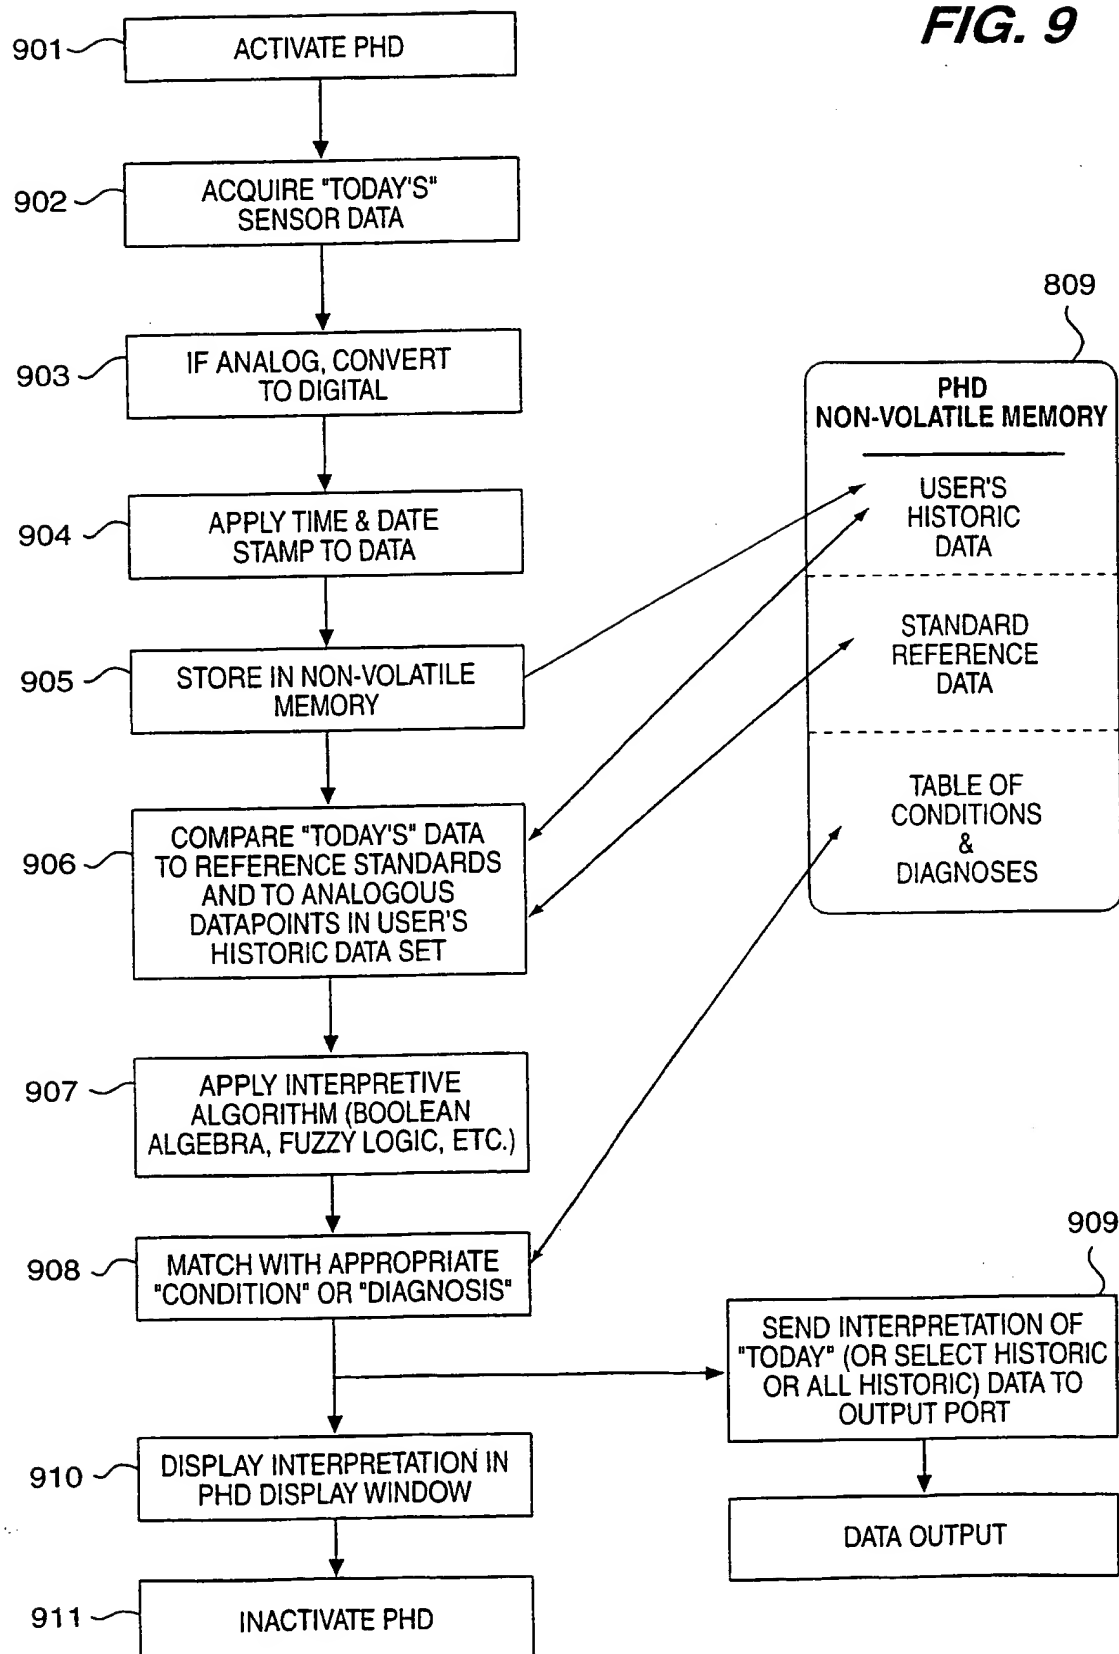 FIG. 9
901
ACTIVATE PHD
902
ACQUIRE "TODAY'S"
SENSOR DATA
903
IF ANALOG, CONVERT
TO DIGITAL
904
APPLY TIME & DATE
STAMP TO DATA
905
STORE IN NON-VOLATILE
MEMORY
906
COMPARE "TODAY'S" DATA
TO REFERENCE STANDARDS
AND TO ANALOGOUS
DATAPOINTS IN USER'S
HISTORIC DATA SET
907
APPLY INTERPRETIVE
ALGORITHM (BOOLEAN
ALGEBRA, FUZZY LOGIC, ETC.)
908
MATCH WITH APPROPRIATE
"CONDITION" OR "DIAGNOSIS"
910
DISPLAY INTERPRETATION IN
PHD DISPLAY WINDOW
911
INACTIVATE PHD
809
PHD
NON-VOLATILE MEMORY
USER'S
HISTORIC
DATA
STANDARD
REFERENCE
DATA
TABLE OF
CONDITIONS
&
DIAGNOSES
909
SEND INTERPRETATION OF
"TODAY" (OR SELECT HISTORIC
OR ALL HISTORIC) DATA TO
OUTPUT PORT
DATA OUTPUT